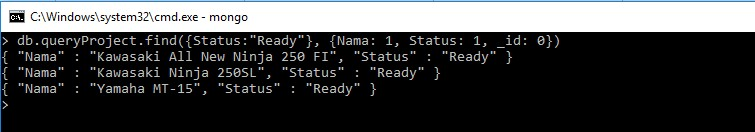 C:\Windows\system32\cmd.exe - mongo
> db.queryProject.find({Status:"Ready"}, {Nama: 1, Status: 1, _id: 0})
{ "Nama" : "Kawasaki All New Ninja 250 FI", "Status" : "Ready" }
{ "Nama" : "Kawasaki Ninja 250SL", "Status" : "Ready" }
{ "Nama" : "Yamaha MT-15", "Status" : "Ready" }
>